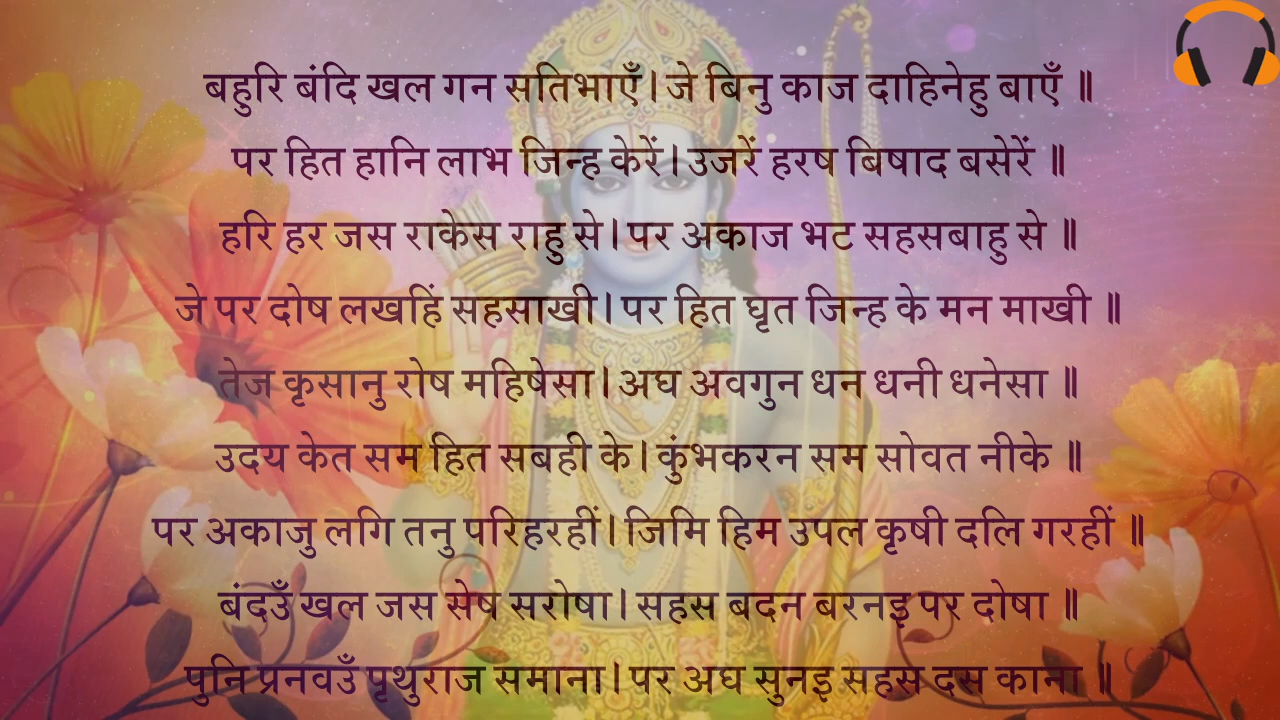 बहुरि बंदि खल गन सतिभाएँ। जे बिनु काज दाहिनेहु बाएँ ॥
पर हित हानि लाभ जिन्ह केरें। उजरें हरष बिषाद बसेरें ॥
हरि हर जस राकेस राहु से। पर अकाज भट सहसबाहु से ॥
जे पर दोष लखहिं सहसाखी। पर हित घृत जिन्ह के मन माखी ॥
तेज कृसानु रोष महिषेसा। अघ अवगुन धन धनी धनेसा ॥
उदय केत सम हित सबही के। कुंभकरन सम सोवत नीके ॥
पर अकाजु लगि तनु परिहरहीं। जिमि हिम उपल कृषी दलि गरहीं ॥
बंदउँ खल जस सेष सरोषा। सहस बदन बरनइ पर दोषा ॥
पुनि प्रनवउँ पृथुराज समाना। पर अघ सुनइ सहस दस काना ॥